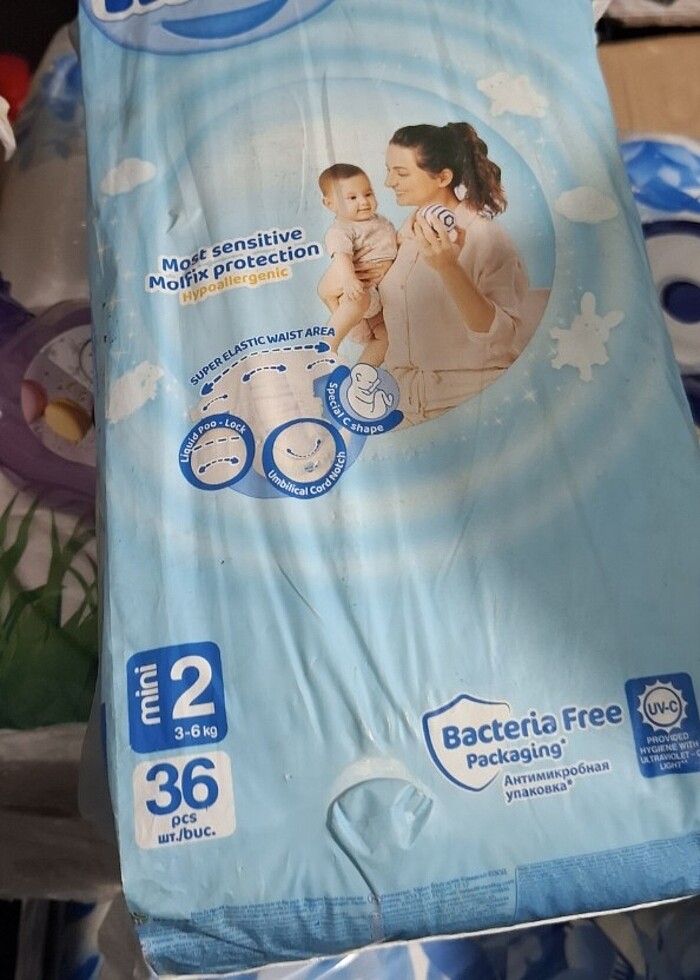 Most sensitive
Molfix protection
Hypoallergenic
SUPER ELASTIC WAIST AREA
Special C shape
Liquid Poo - Lock
Umbilical Cord Notch
mini
2
3-6 kg
36
pcs
шт./buc.
Bacteria Free
Packaging*
Антимикробная
упаковка*
UV-C
PROVIDED
HYGIENE WITH
ULTRAVIOLET - C
LIGHT**